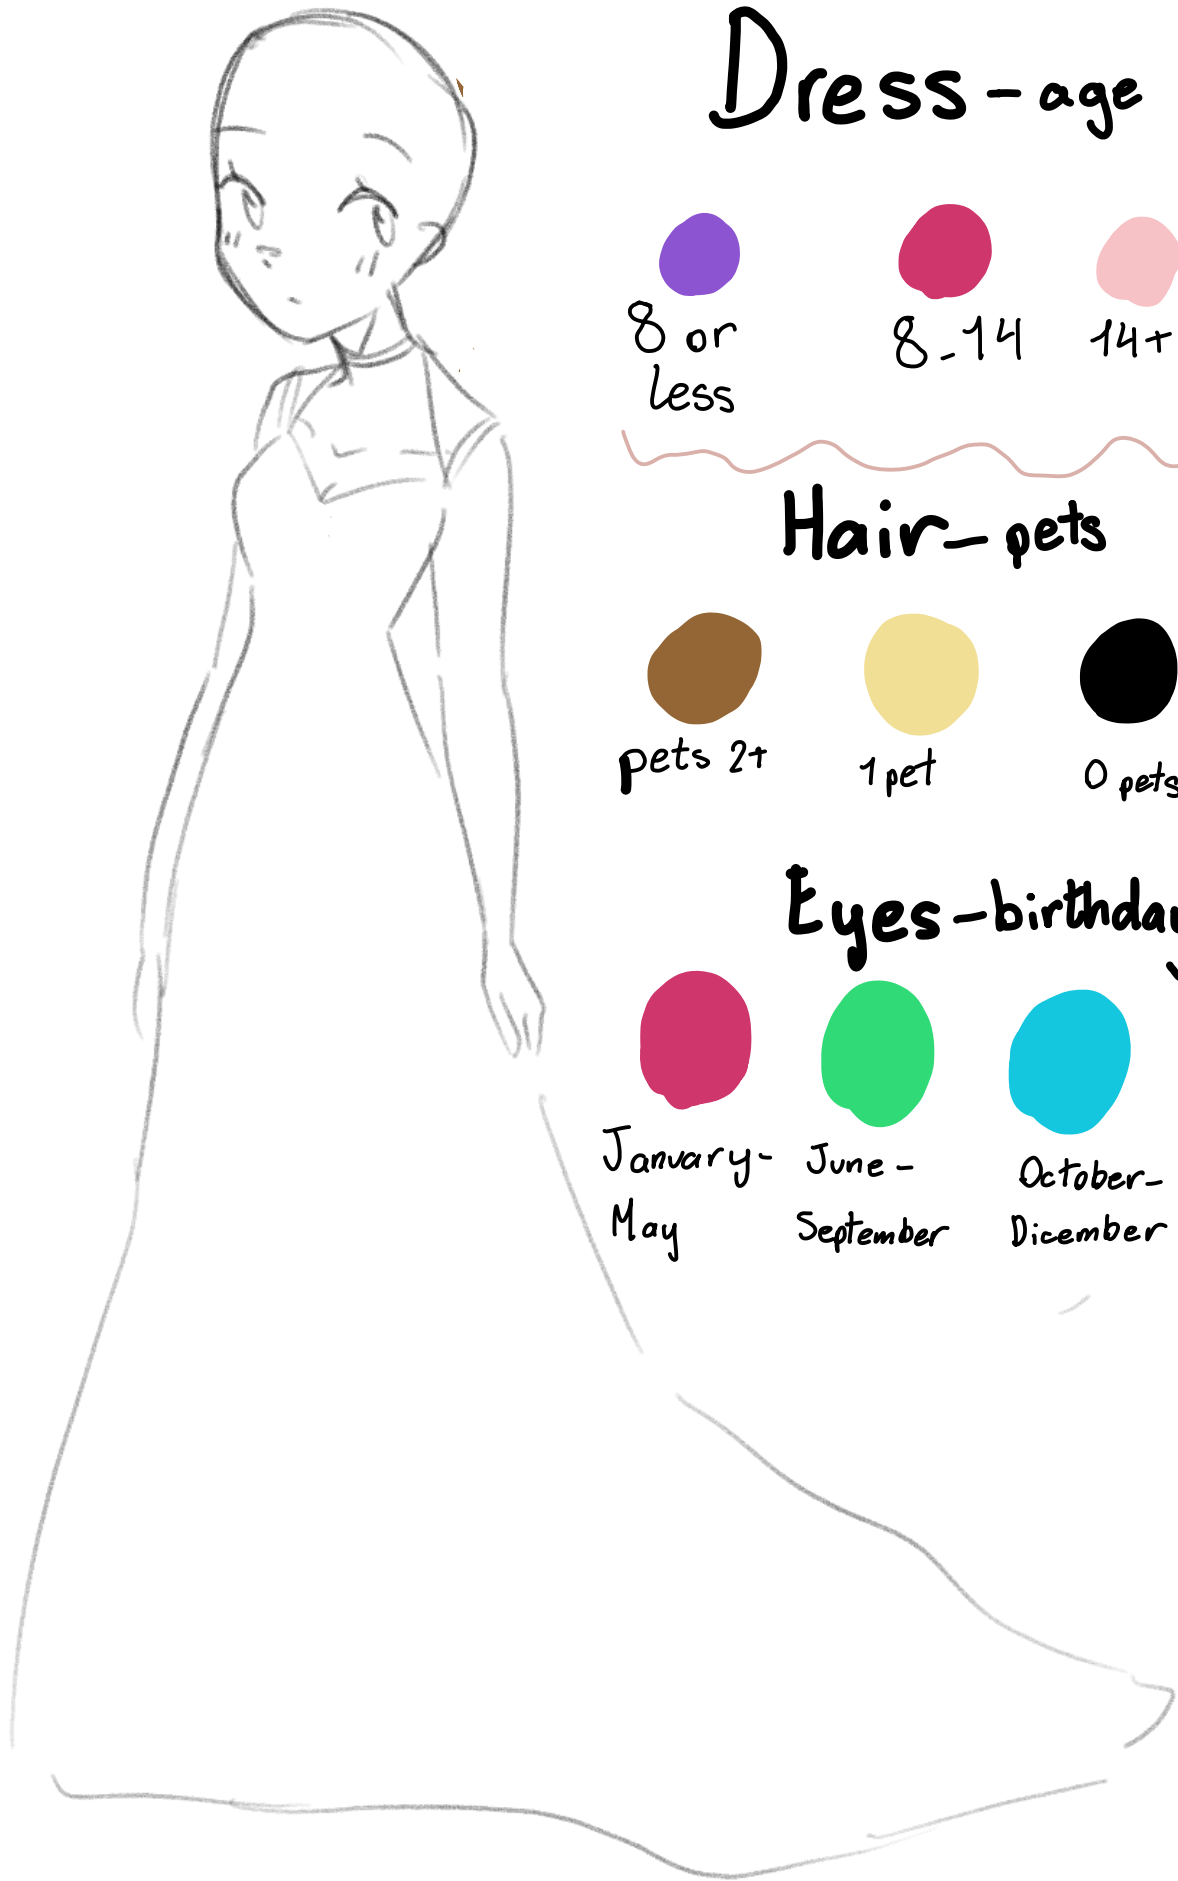 Dress - age
8 or less
8-14
14+
Hair - pets
pets 2+
1 pet
0 pets
Eyes - birthday
January-
May
June -
September
October-
Dicember